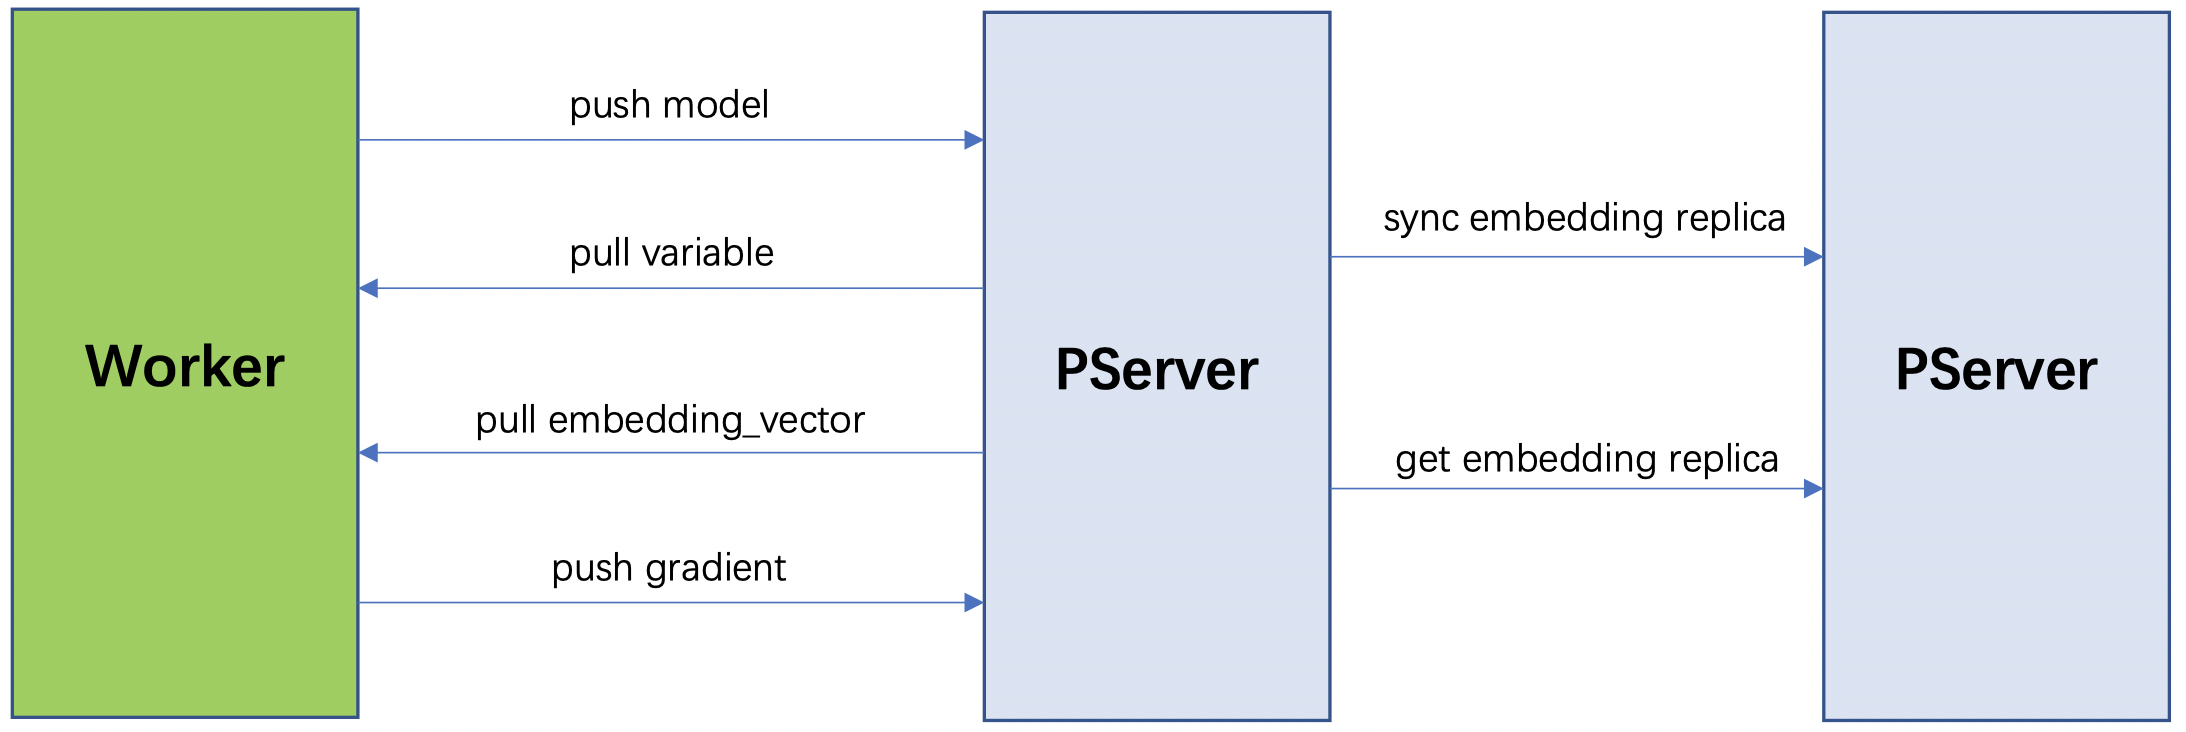 Worker
push model
pull variable
pull embedding_vector
push gradient
PServer
sync embedding replica
get embedding replica
PServer